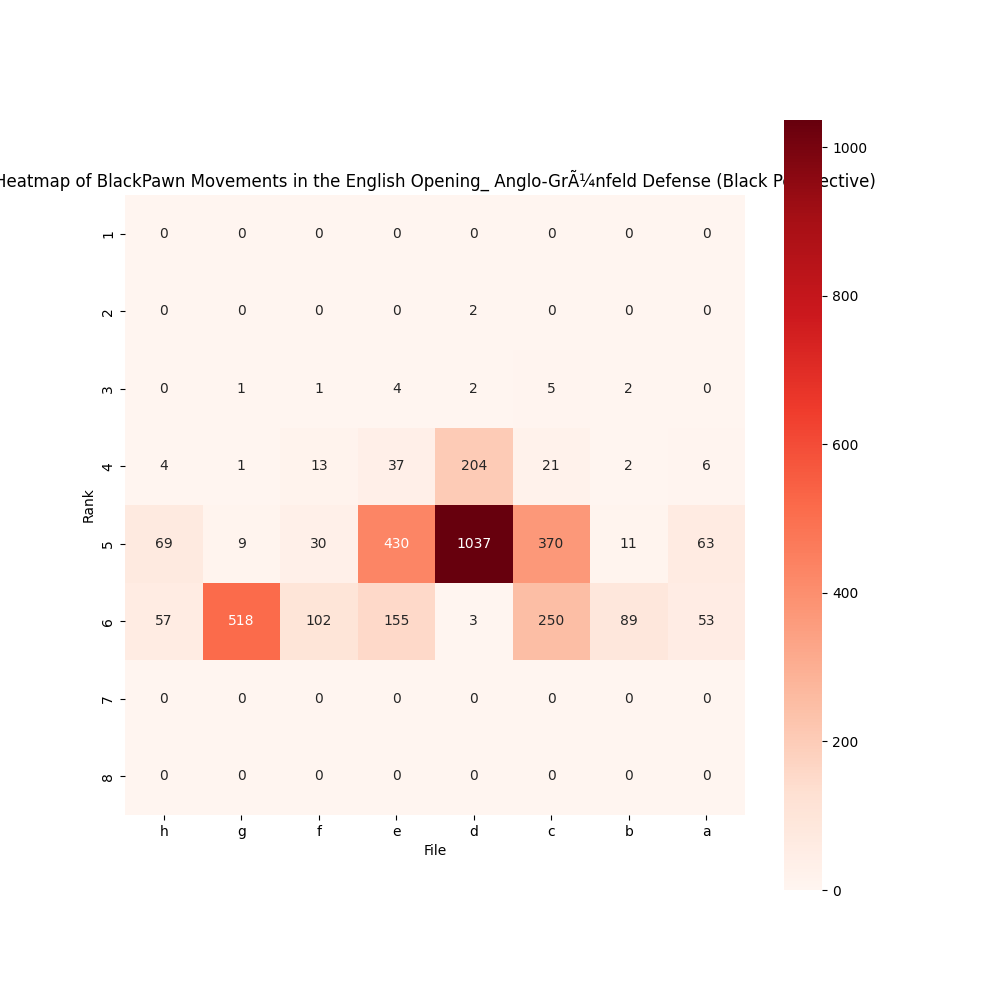 Heatmap of BlackPawn Movements in the English Opening_ Anglo-GrÃ¼nfeld Defense (Black P ective)
1000
1 0 0 0 0 0 0 0 0
800
2 0 0 0 0 2 0 0 0
3 0 1 1 4 2 5 2 0
600
4 4 1 13 37 204 21 2 6
Rank
5 69 9 30 430 1037 370 11 63
400
6 57 518 102 155 3 250 89 53
7 0 0 0 0 0 0 0 0
200
8 0 0 0 0 0 0 0 0
h g f e d c b a
File
0